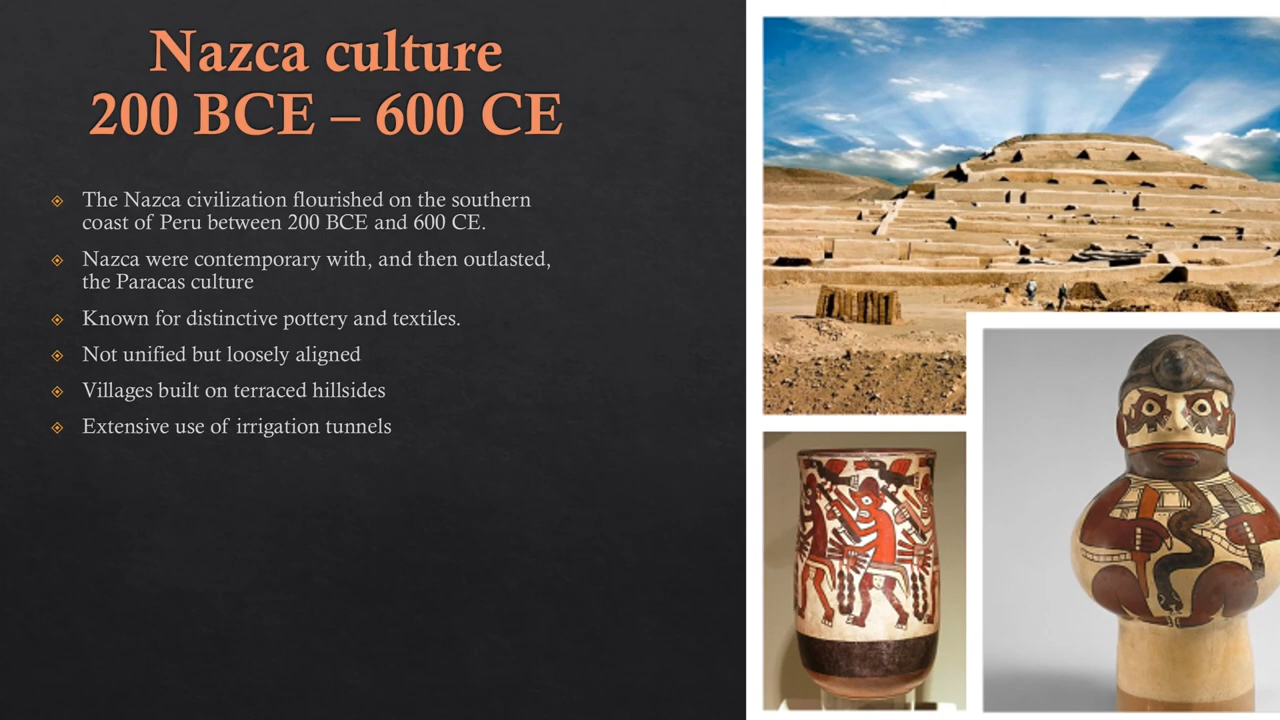 Nazca culture
200 BCE – 600 CE
The Nazca civilization flourished on the southern
coast of Peru between 200 BCE and 600 CE.
Nazca were contemporary with, and then outlasted,
the Paracas culture
Known for distinctive pottery and textiles.
Not unified but loosely aligned
Villages built on terraced hillsides
Extensive use of irrigation tunnels